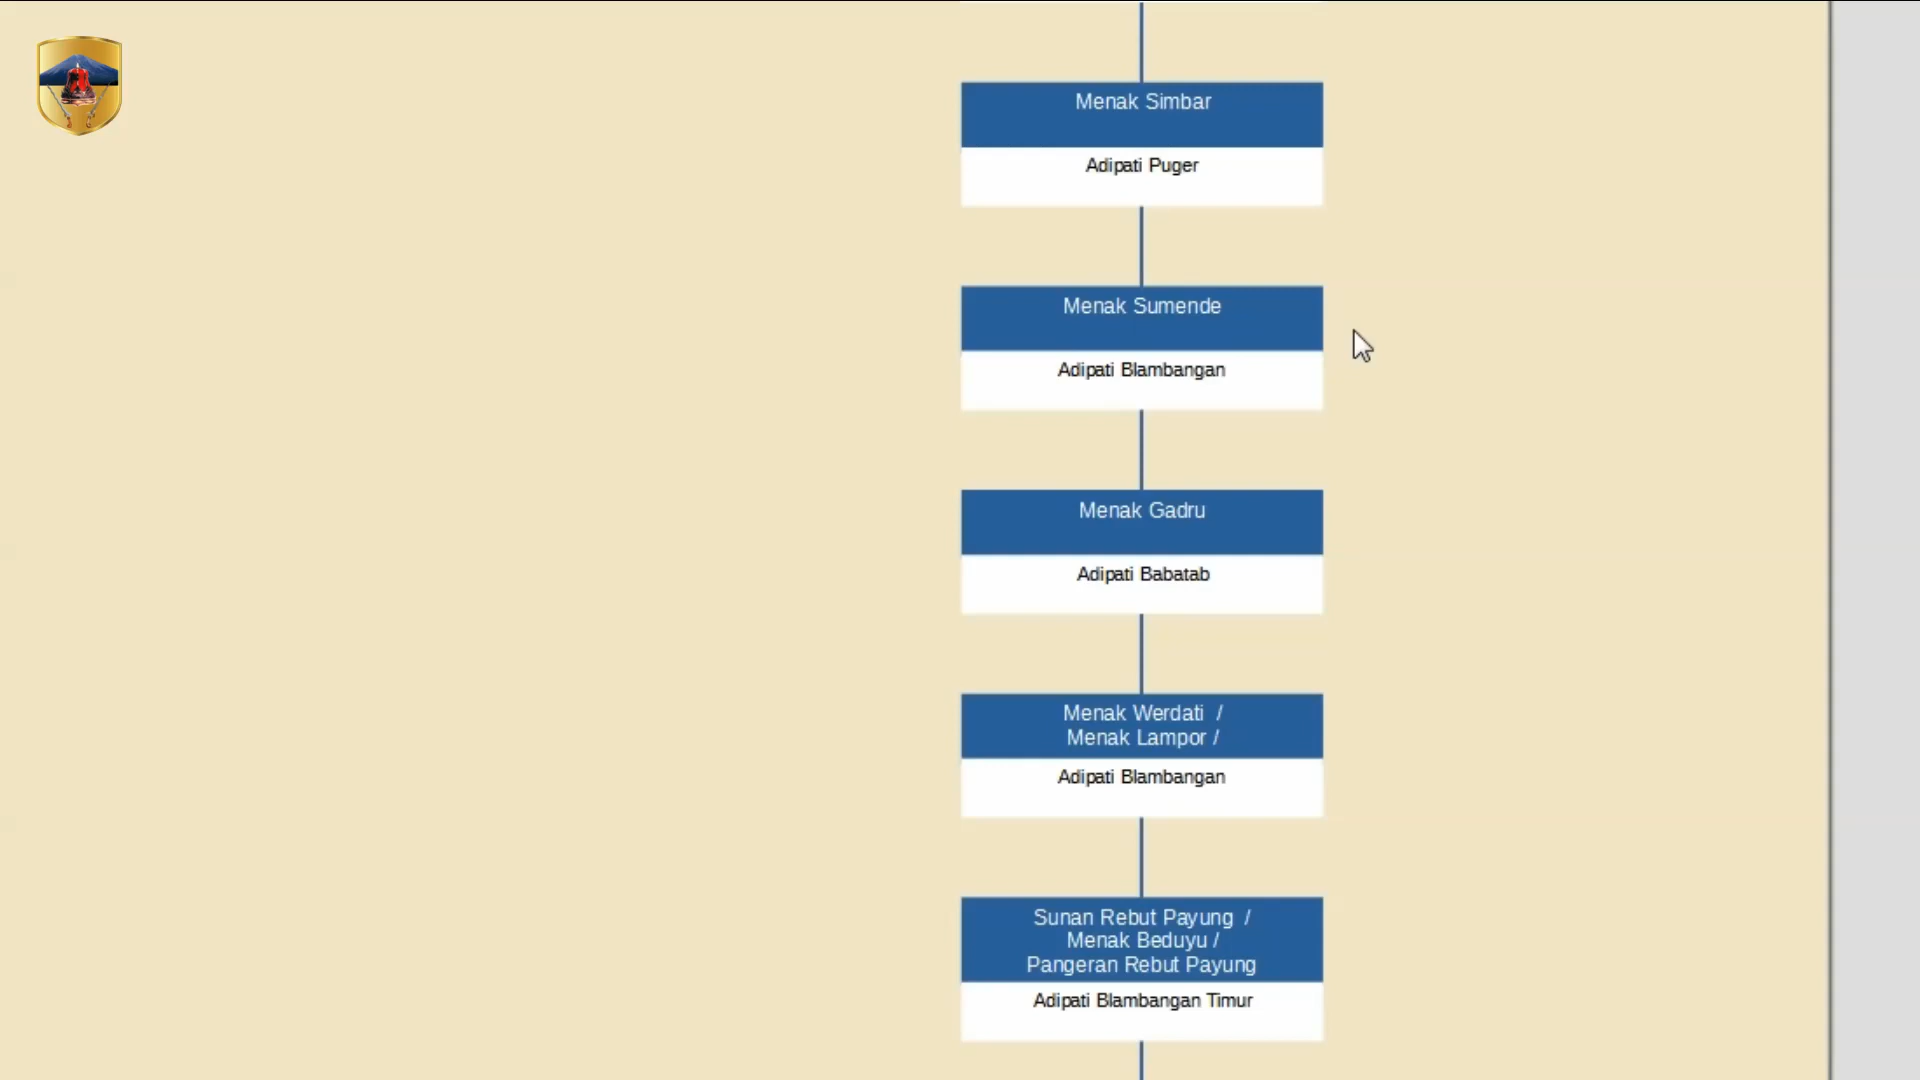 Menak Simbar
Adipati Puger
Menak Sumende
Adipati Blambangan
Menak Gadru
Adipati Babatab
Menak Werdati /
Menak Lampor /
Adipati Blambangan
Sunan Rebut Payung /
Menak Beduyu /
Pangeran Rebut Payung
Adipati Blambangan Timur